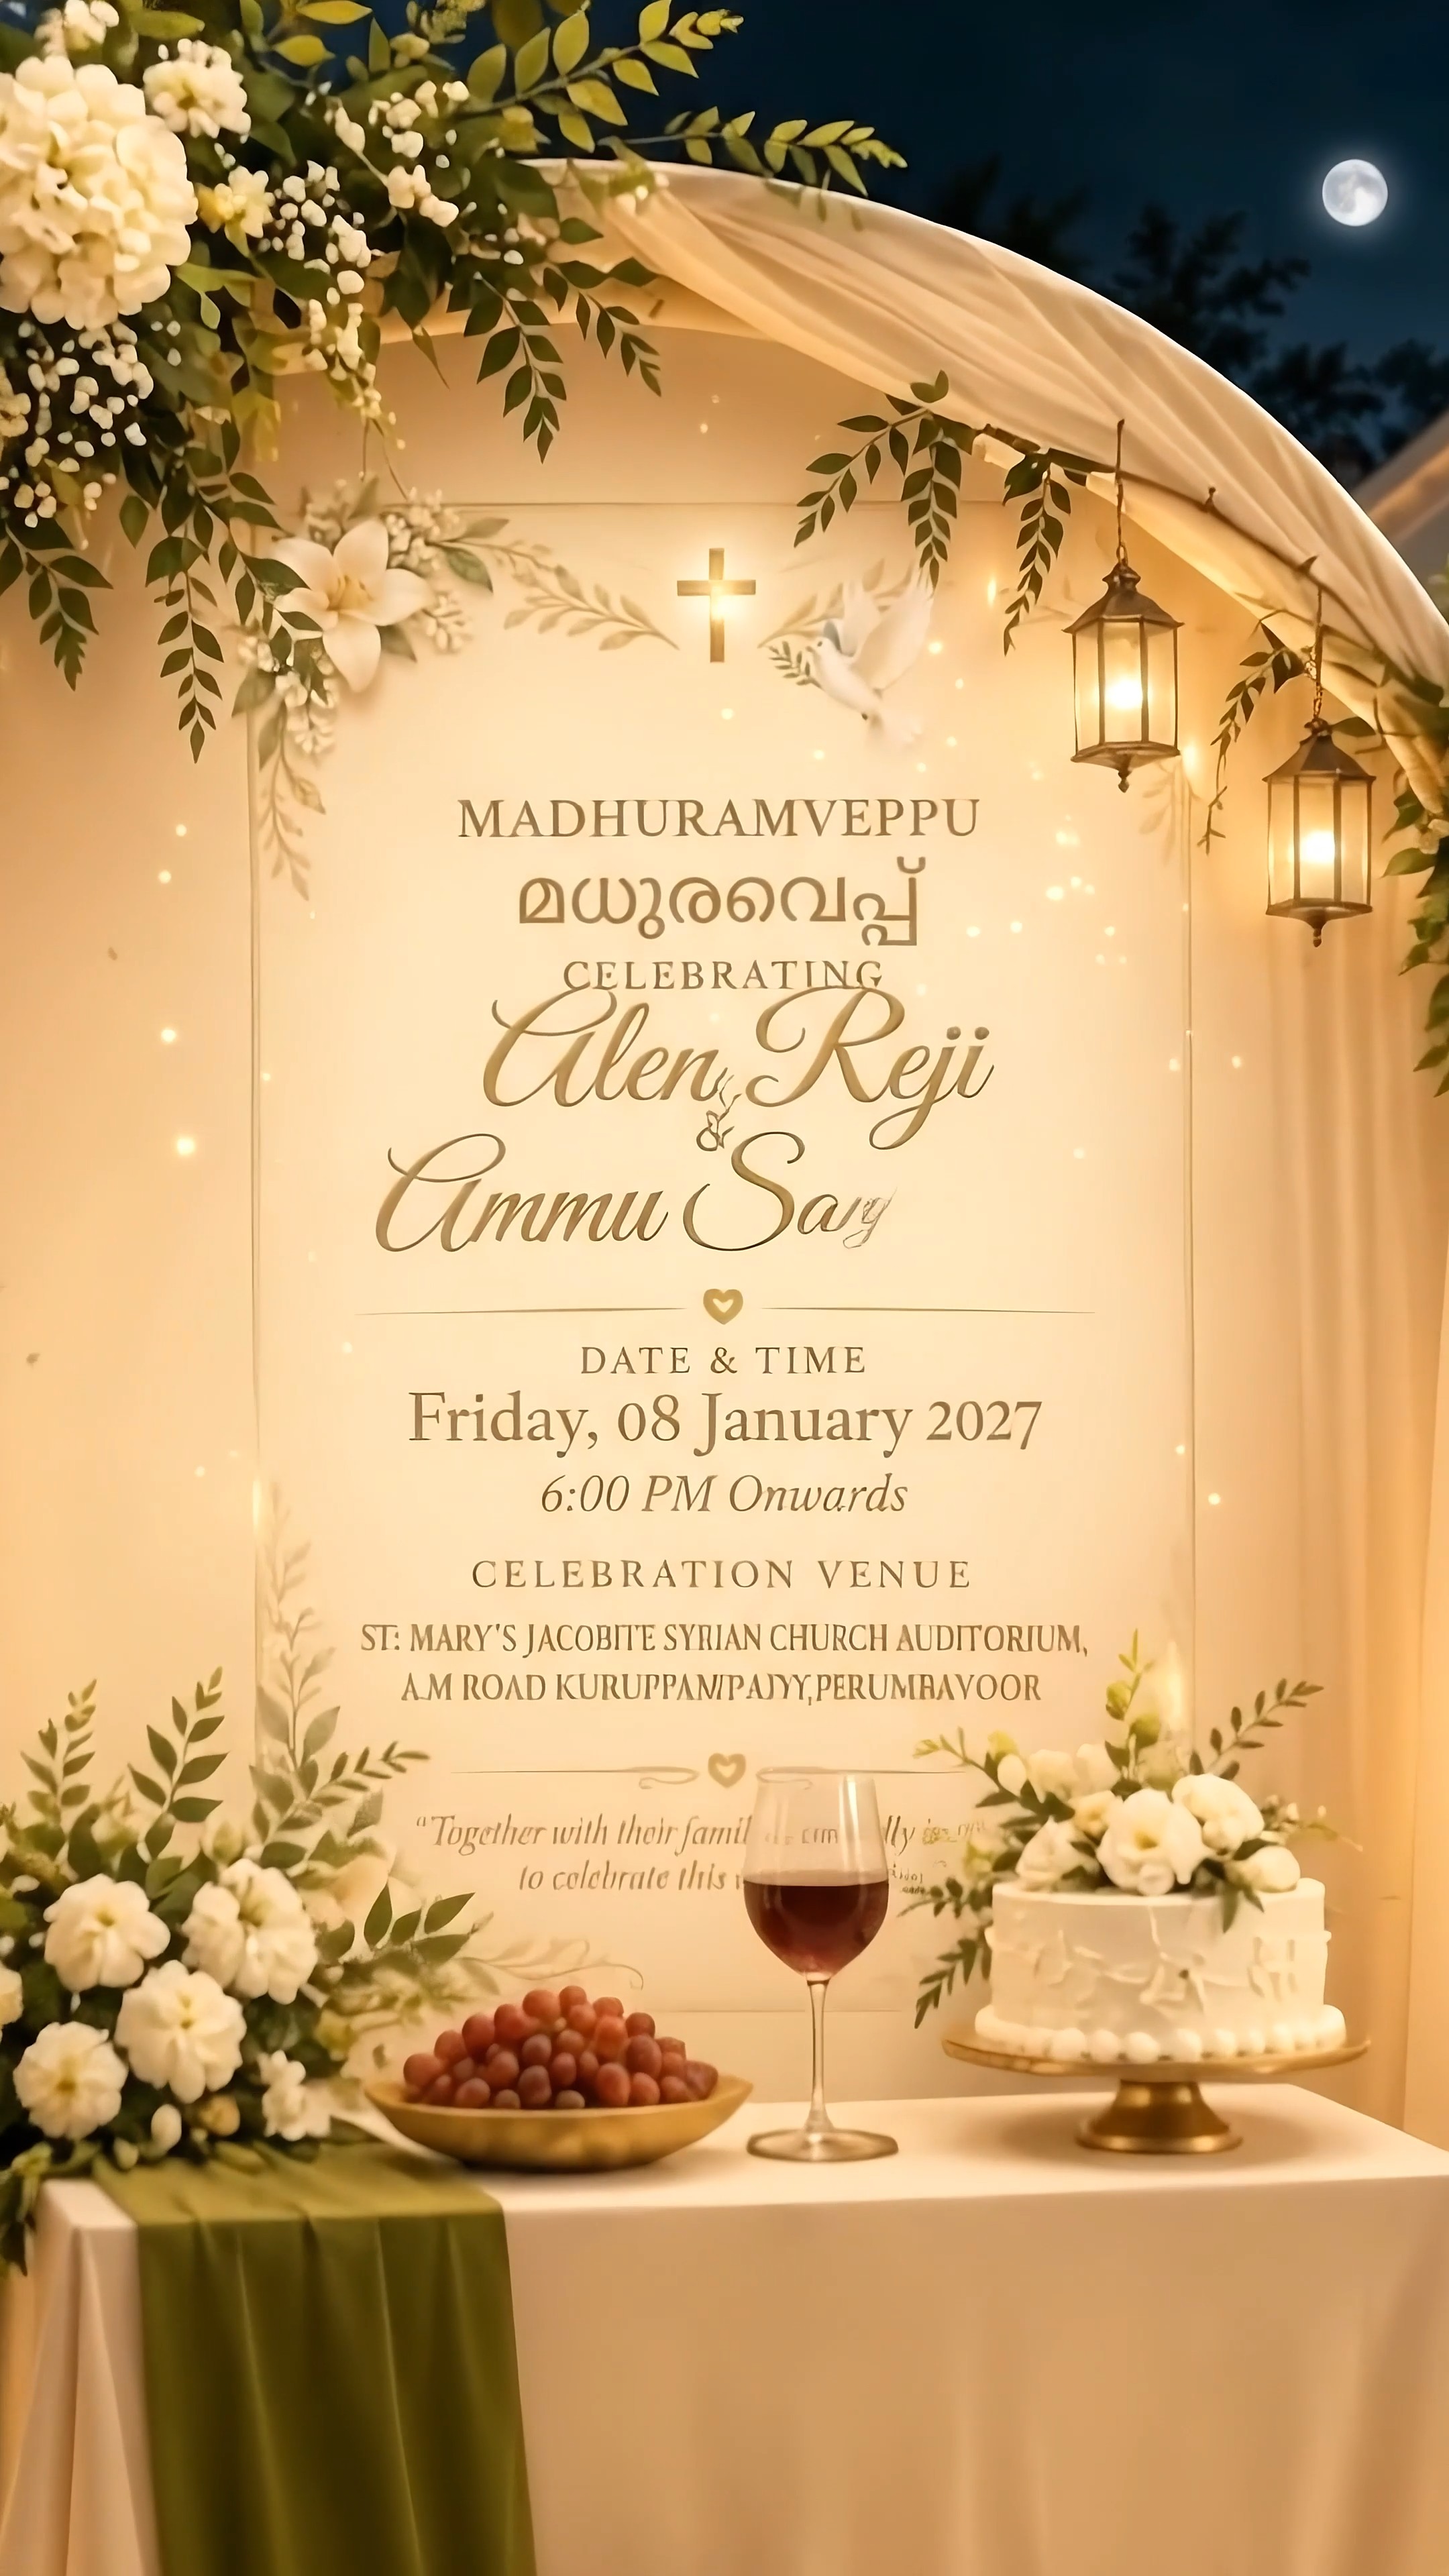 MADHURAMVEPPU
മധുരവെപ്പ്
CELEBRATING
Alen Reji
&
Ammu
DATE & TIME
Friday, 08 January 2027
6:00 PM Onwards
CELEBRATION VENUE
ST: MARY'S JACOBITE SYRIAN CHURCH AUDITORIUM,
A.M ROAD
"Together with their
to celebrate this